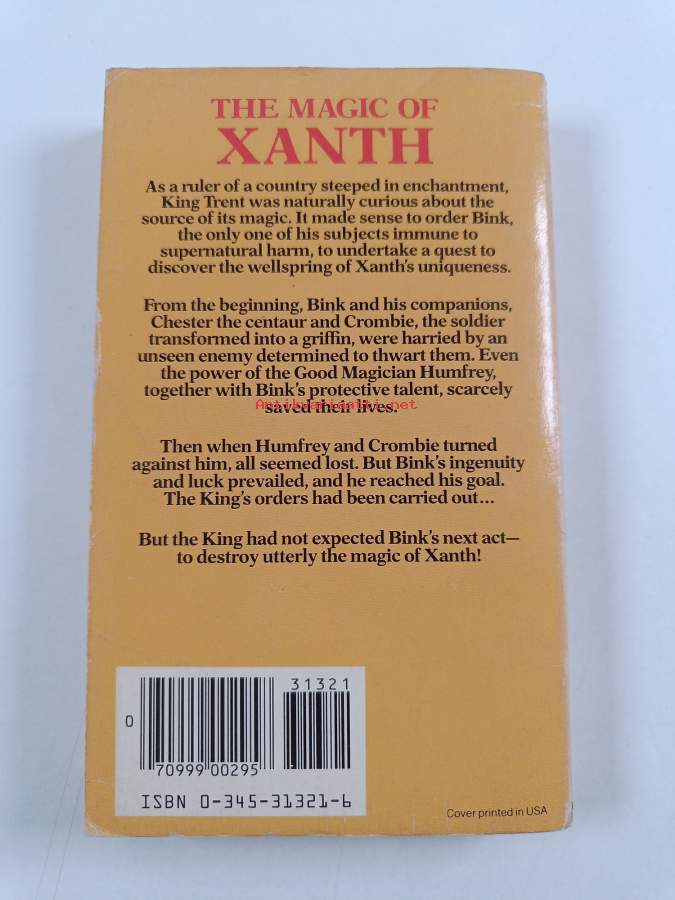 THE MAGIC OF
XANTH
As a ruler of a country steeped in enchantment,
King Trent was naturally curious about the
source of its magic. It made sense to order Bink,
the only one of his subjects immune to
supernatural harm, to undertake a quest to
discover the wellspring of Xanth's uniqueness.
From the beginning, Bink and his companions,
Chester the centaur and Crombie, the soldier
transformed into a griffin, were harried by an
unseen enemy determined to thwart them. Even
the power of the Good Magician Humfrey,
together with Bink's protective talent, scarcely
saved their lives.
Antikvariaatti.net
Then when Humfrey and Crombie turned
against him, all seemed lost. But Bink's ingenuity
and luck prevailed, and he reached his goal.
The King's orders had been carried out...
But the King had not expected Bink's next act—
to destroy utterly the magic of Xanth!
31321
0
70999 00295
ISBN 0-345-31321-6
Cover printed in USA